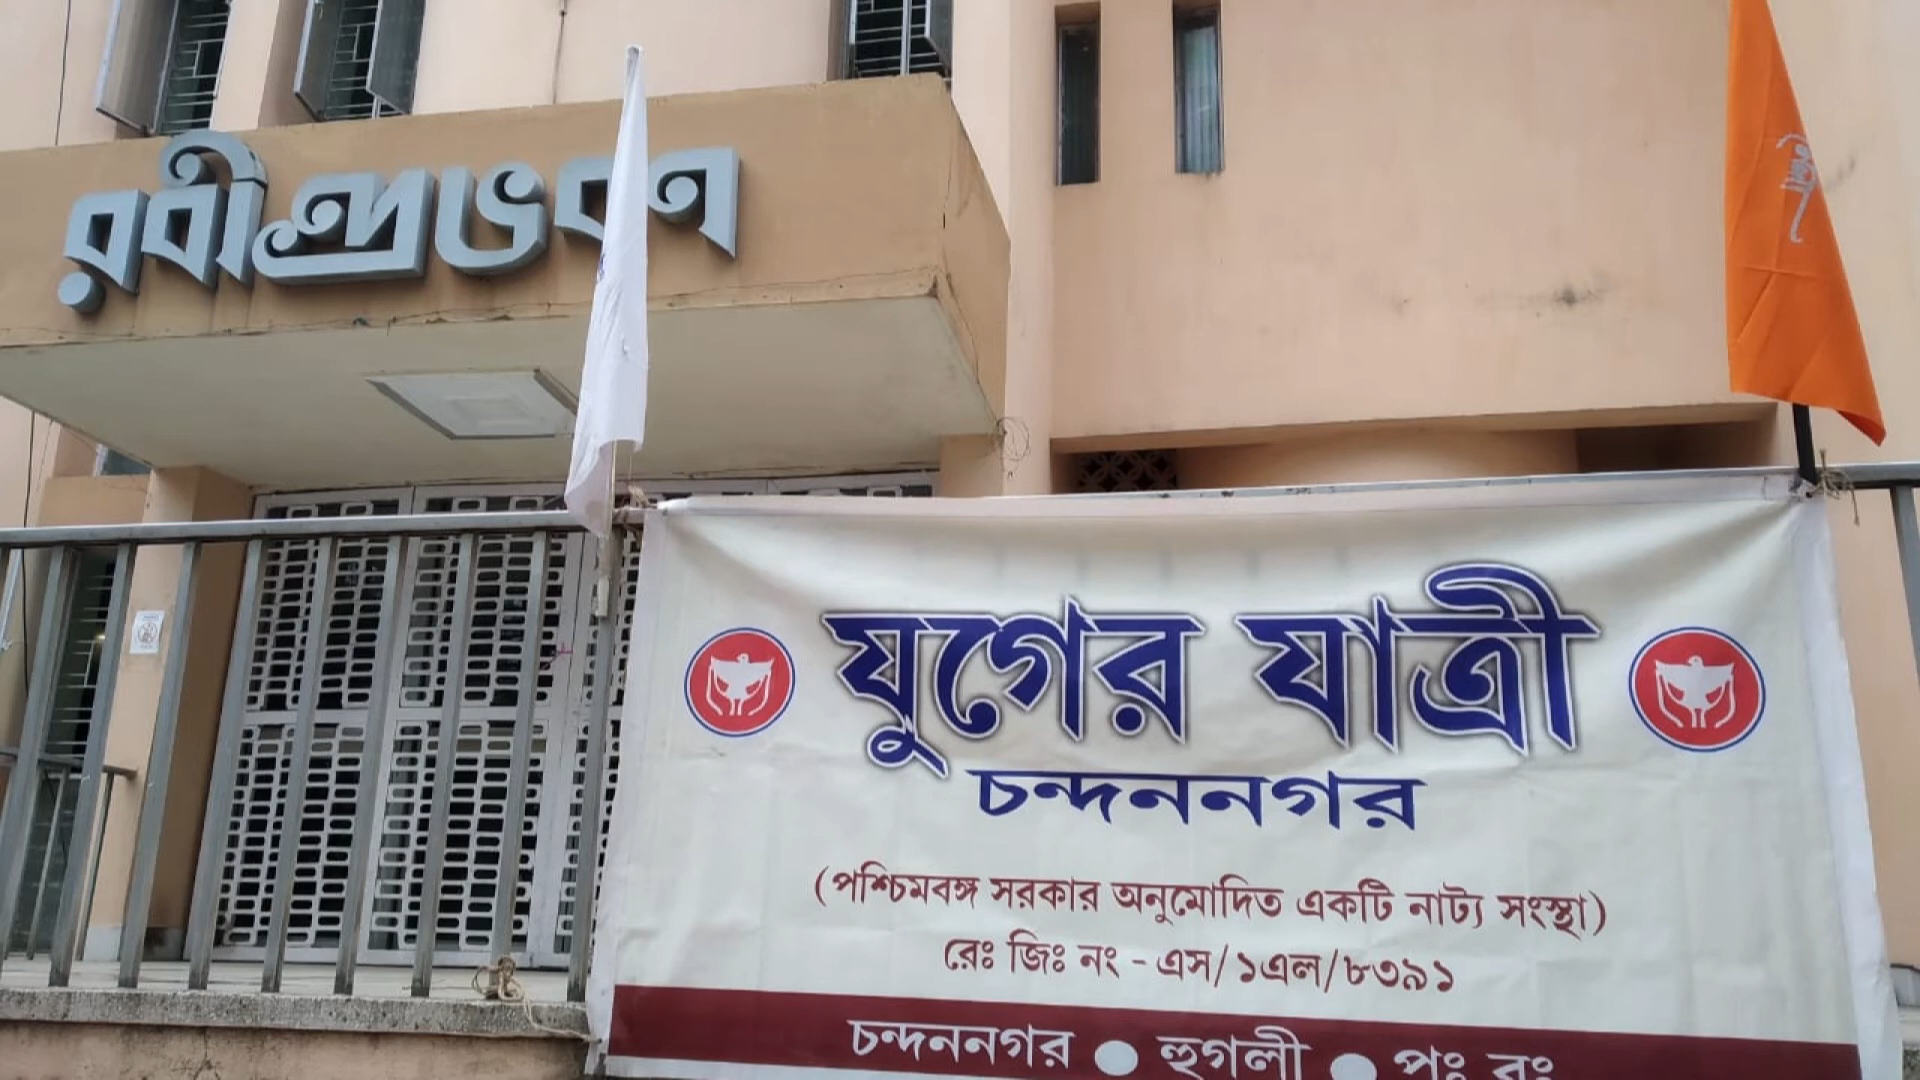 রবীন্দ্রভবন
যুগের যাত্রী
চন্দননগর
(পশ্চিমবঙ্গ সরকার অনুমোদিত একটি নাট্য সংস্থা)
রেঃ জিঃ নং - এস/১এল/৮৩৯১
চন্দননগর ● হুগলী ● পঃ বঃ